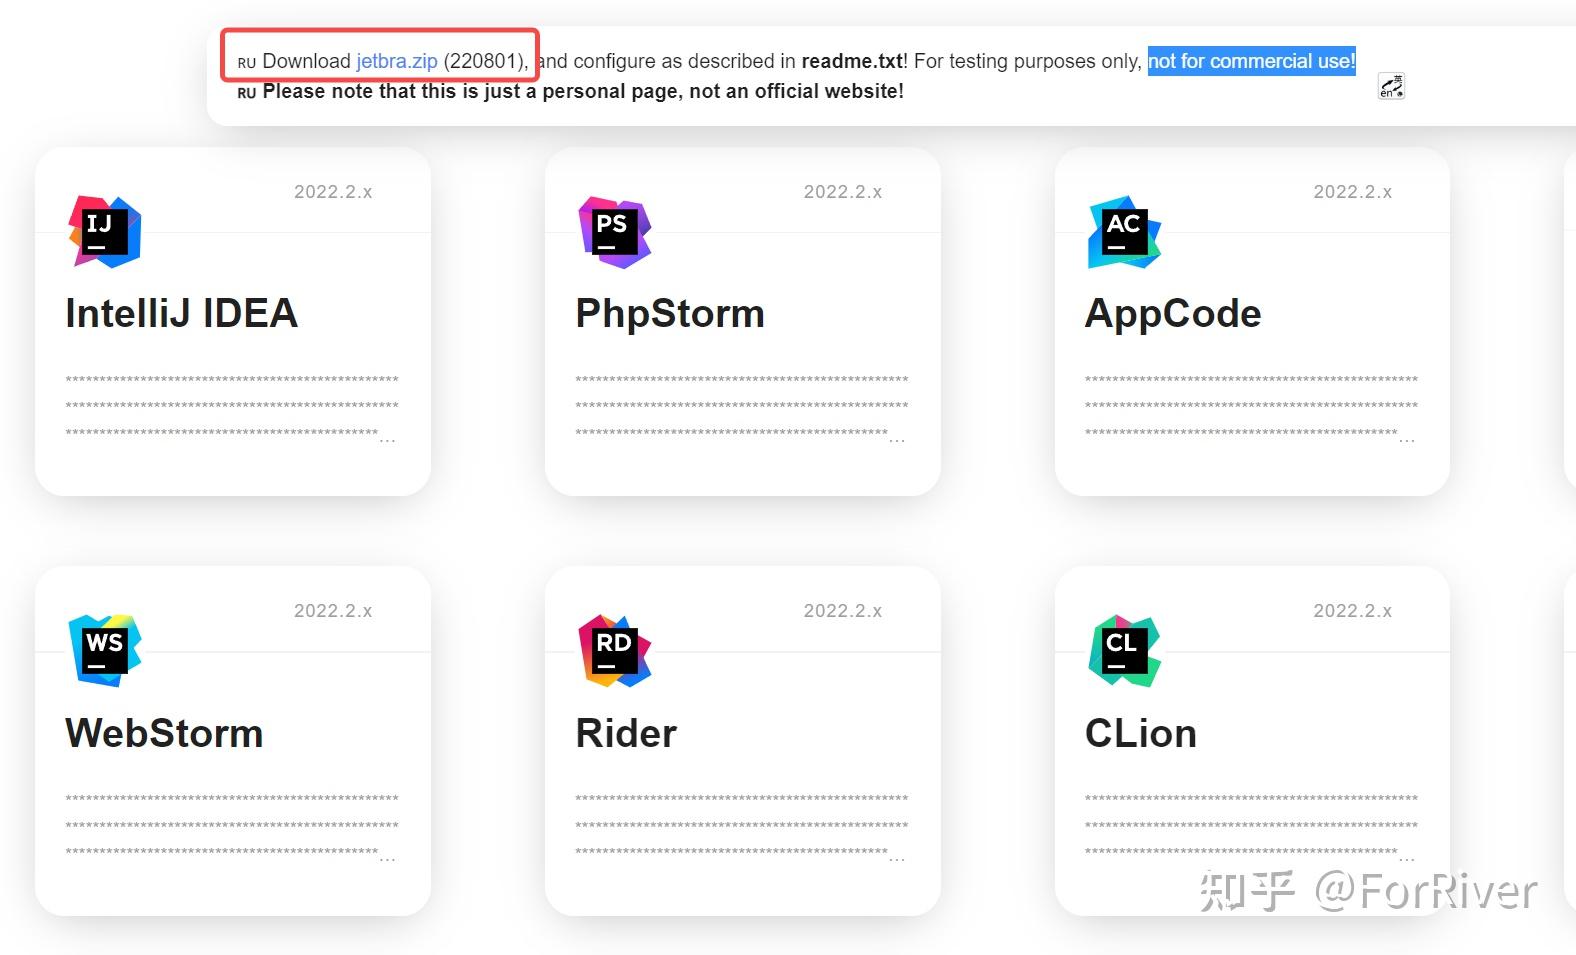 RU Download jetbra.zip (220801), and configure as described in readme.txt! For testing purposes only, not for commercial use!
RU Please note that this is just a personal page, not an official website!
英
en
2022.2.x
IJ
IntelliJ IDEA
*************************************************
*************************************************
**********************************************...
2022.2.x
PS
PhpStorm
*************************************************
*************************************************
**********************************************...
2022.2.x
AC
AppCode
*************************************************
*************************************************
**********************************************...
2022.2.x
WS
WebStorm
*************************************************
*************************************************
**********************************************...
2022.2.x
RD
Rider
*************************************************
*************************************************
**********************************************...
2022.2.x
CL
CLion
*************************************************
*************************************************
**********************************************...
知乎 @ForRiver